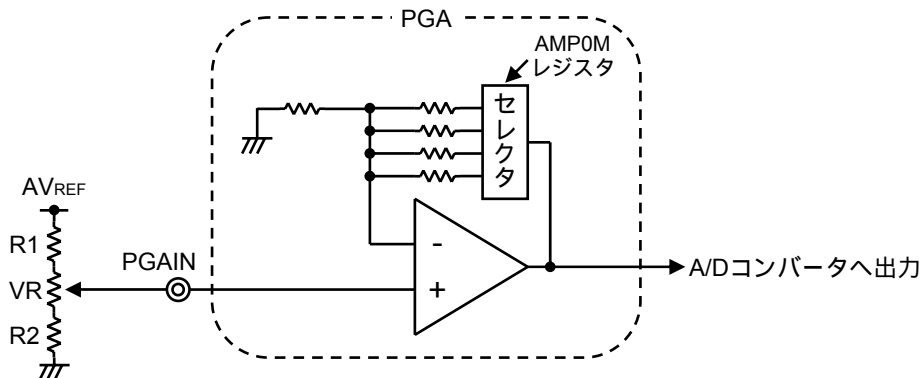 PGA
AMP0M
レジスタ
セレクタ
AVREF
R1
PGAIN
VR
R2
-
+
A/Dコンバータへ出力